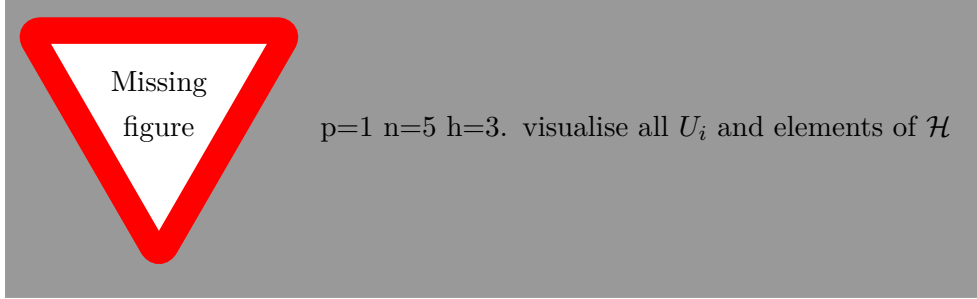 Missing
figure
p=1 n=5 h=3. visualise all $U_i$ and elements of $\mathcal{H}$